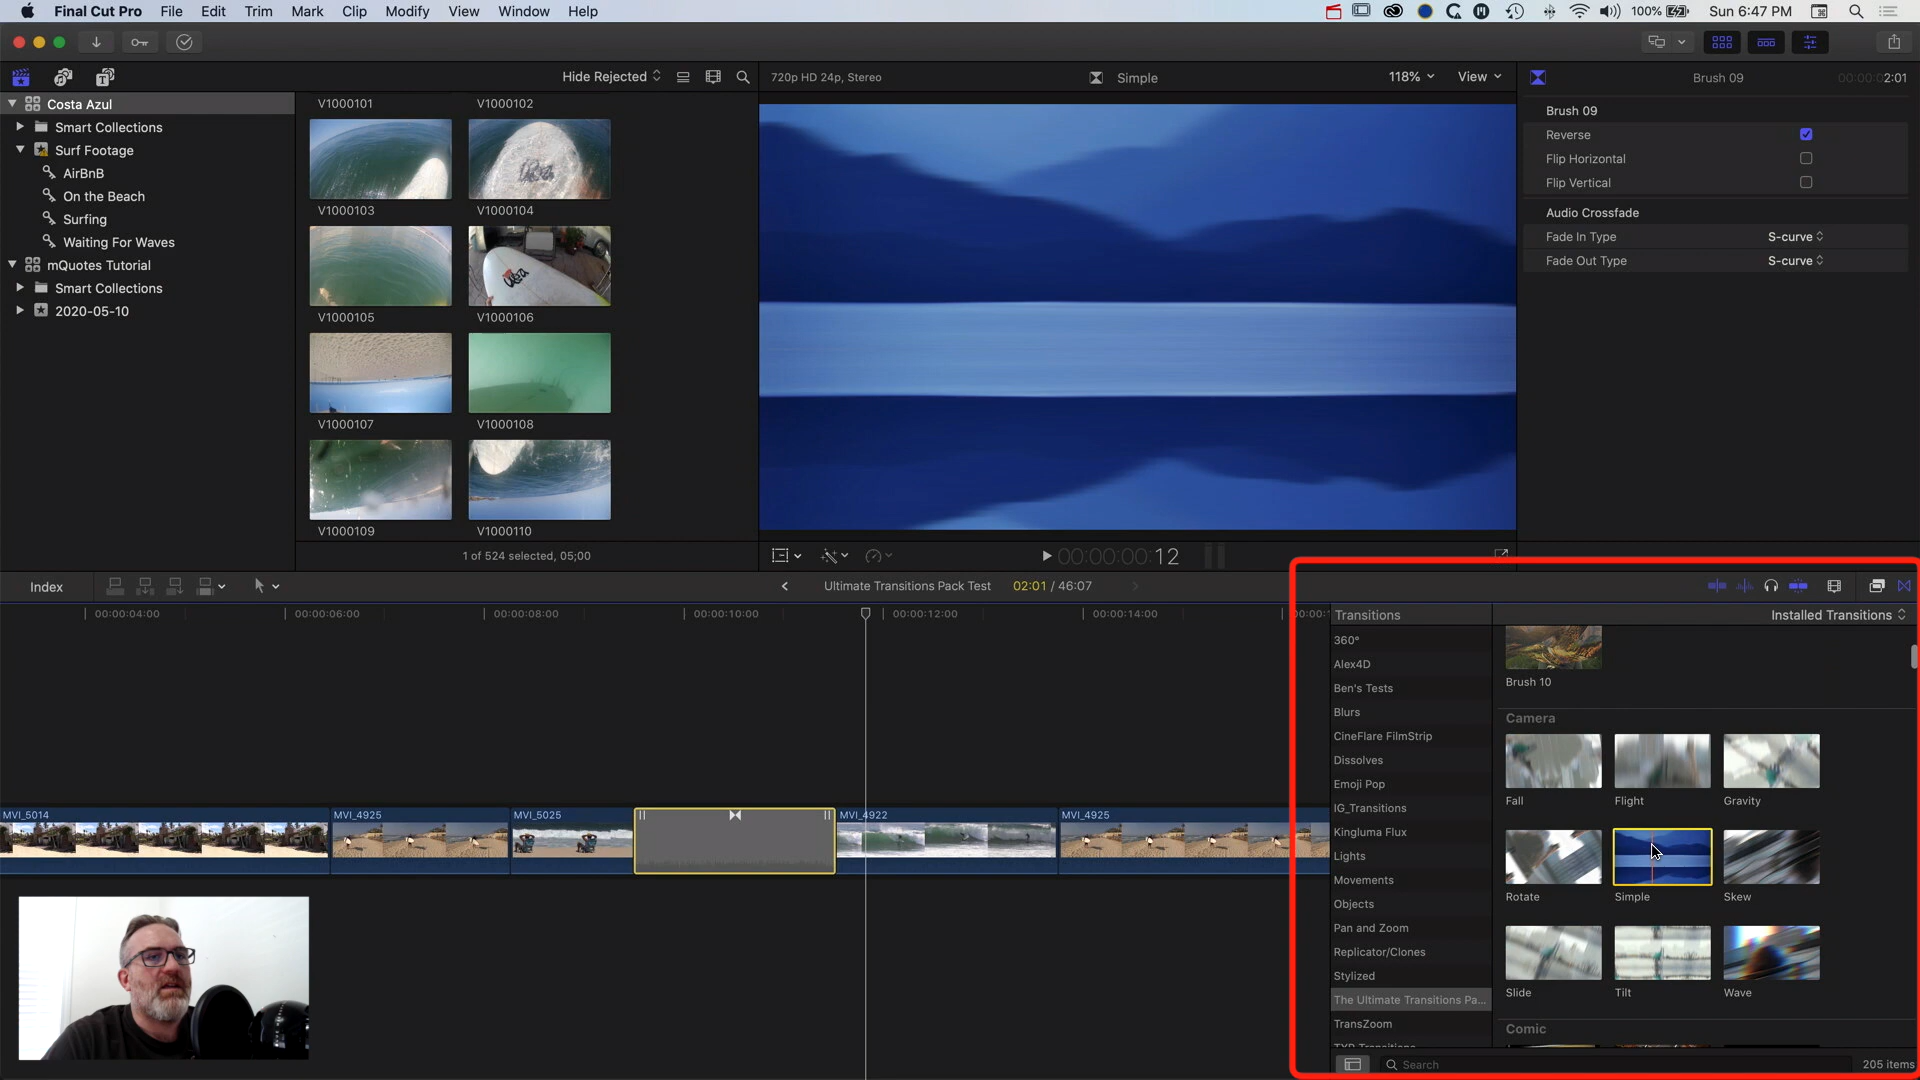 Final Cut Pro File Edit Trim Mark Clip Modify View Window Help 100% Sun 6:47 PM
Hide Rejected 720p HD 24p, Stereo Simple 118% View Brush 09 00:00:02:01
Costa Azul
Smart Collections
Surf Footage
AirBnB
On the Beach
Surfing
Waiting For Waves
mQuotes Tutorial
Smart Collections
2020-05-10
V1000101 V1000102
V1000103 V1000104
V1000105 V1000106
V1000107 V1000108
V1000109 V1000110
1 of 524 selected, 05;00
00:00:00:12
Brush 09
Reverse
Flip Horizontal
Flip Vertical
Audio Crossfade
Fade In Type S-curve
Fade Out Type S-curve
Index Ultimate Transitions Pack Test 02:01 / 46:07
00:00:04:00 00:00:06:00 00:00:08:00 00:00:10:00 00:00:12:00 00:00:14:00
MVI_5014 MVI_4925 MVI_5025 MVI_4922 MVI_4925
Transitions Installed Transitions
360°
Alex4D
Ben's Tests
Blurs
CineFlare FilmStrip
Dissolves
Emoji Pop
IG_Transitions
Kingluma Flux
Lights
Movements
Objects
Pan and Zoom
Replicator/Clones
Stylized
The Ultimate Transitions Pa...
TransZoom
Brush 10
Camera
Fall Flight Gravity
Rotate Simple Skew
Slide Tilt Wave
Comic
Search 205 items